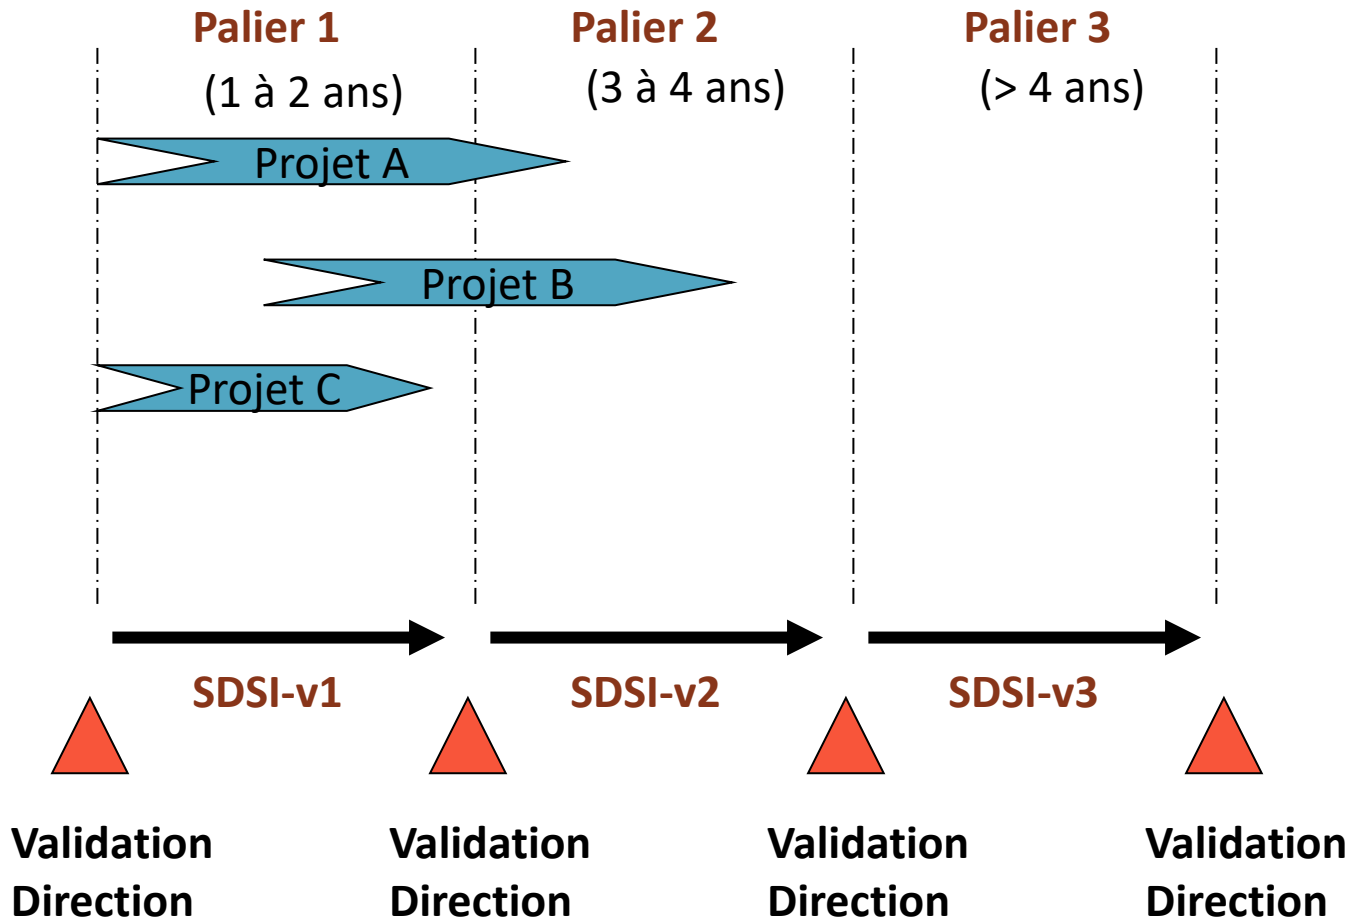 Palier 1
Palier 2
Palier 3
(1 à 2 ans)
(3 à 4 ans)
(> 4 ans)
Projet A
Projet B
Projet C
SDSI-v1
SDSI-v2
SDSI-v3
Validation
Direction
Validation
Direction
Validation
Direction
Validation
Direction